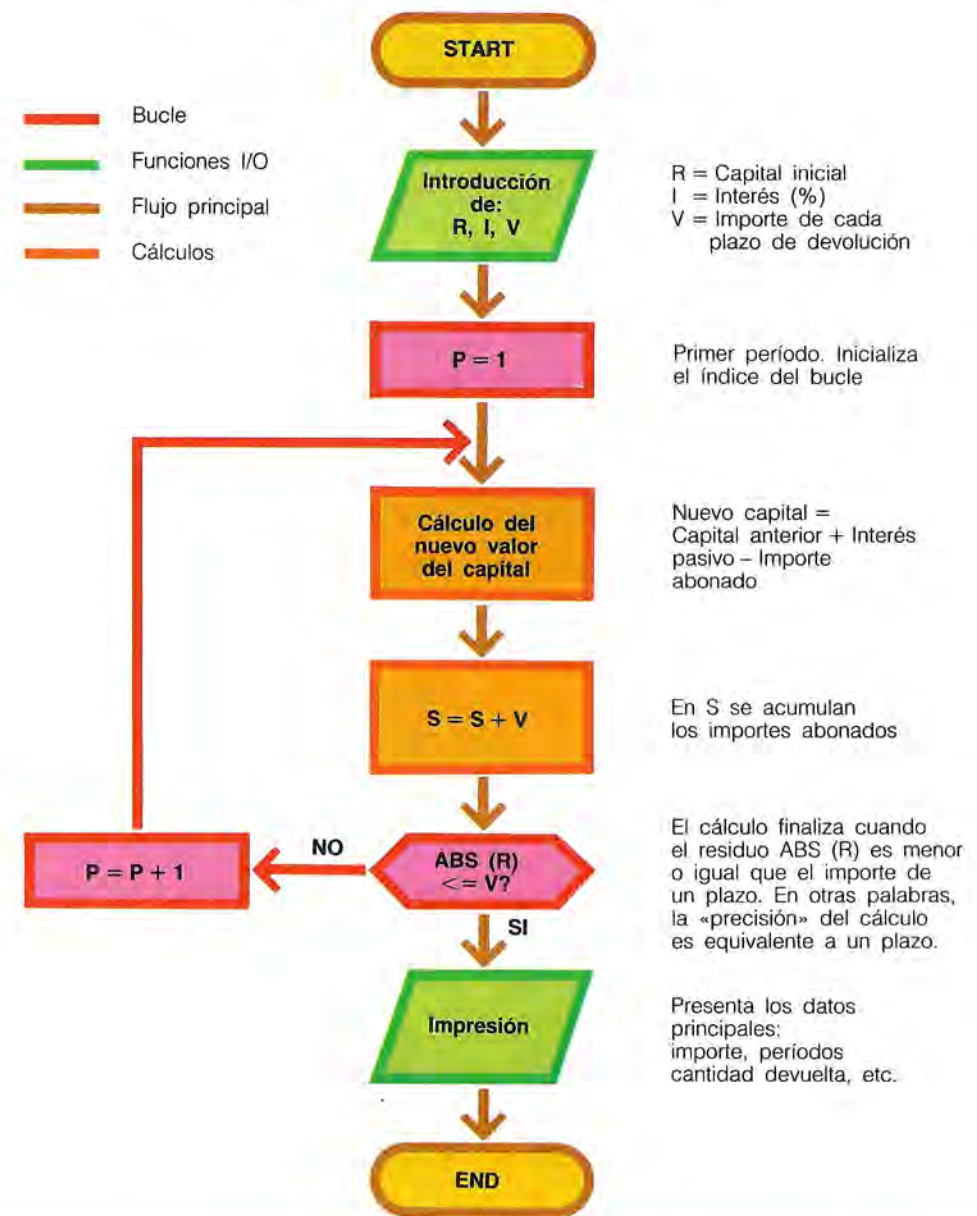 START
Bucle
Funciones I/O
Flujo principal
Cálculos
Introducción
de:
R, I, V
R = Capital inicial
I = Interés (%)
V = Importe de cada
plazo de devolución
P = 1
Primer período. Inicializa
el índice del bucle
Cálculo del
nuevo valor
del capital
Nuevo capital =
Capital anterior + Interés
pasivo – Importe
abonado
S = S + V
En S se acumulan
los importes abonados
P = P + 1
NO
ABS (R)
<= V?
SI
El cálculo finaliza cuando
el residuo ABS (R) es menor
o igual que el importe de
un plazo. En otras palabras,
la «precisión» del cálculo
es equivalente a un plazo.
Impresión
Presenta los datos
principales:
importe, períodos
cantidad devuelta, etc.
END